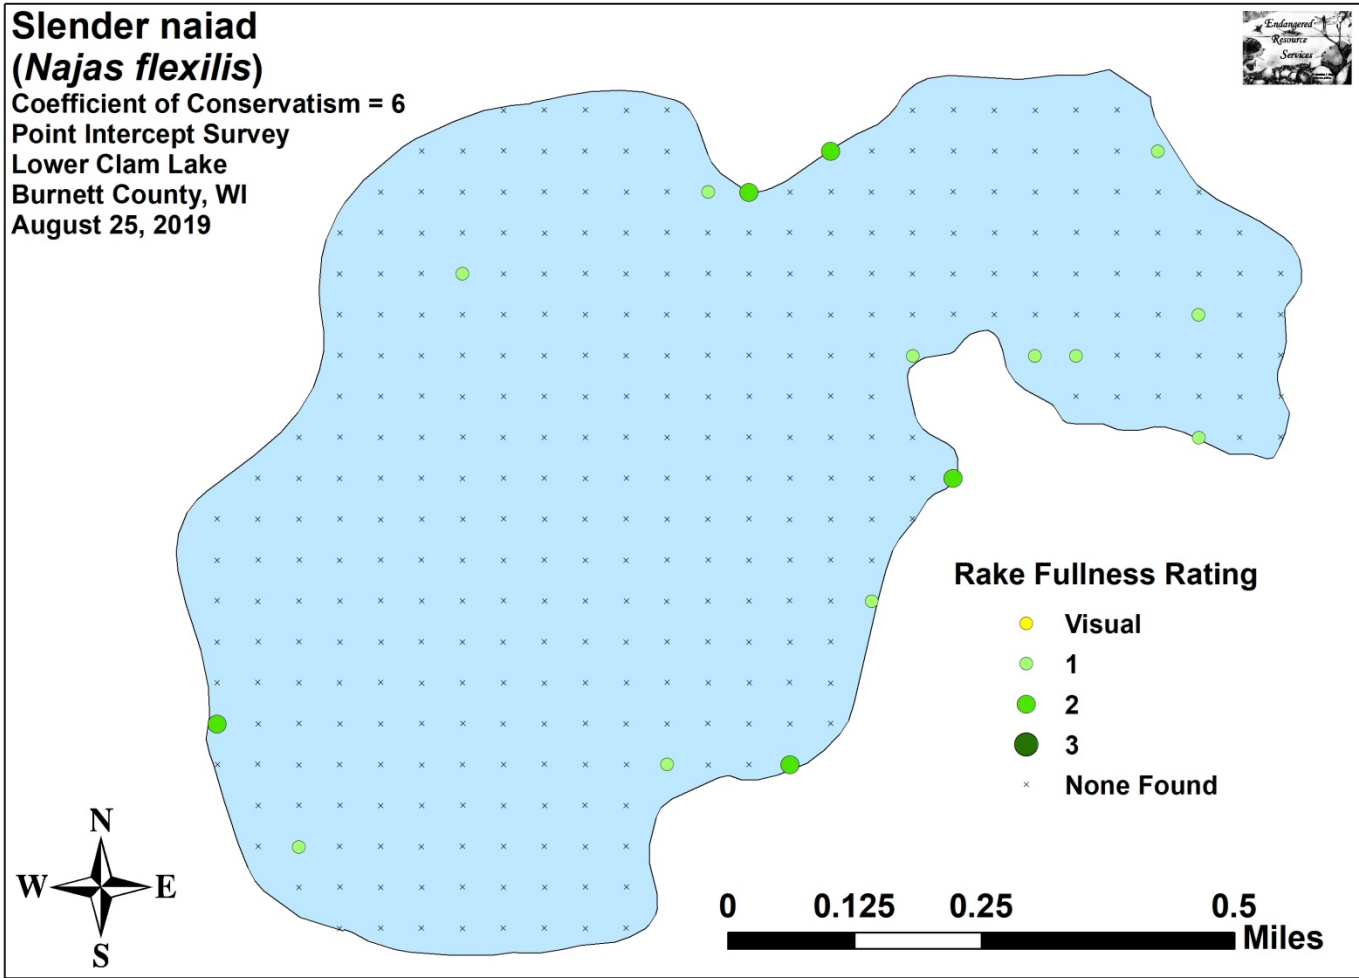 Slender naiad
(Najas flexilis)
Coefficient of Conservatism = 6
Point Intercept Survey
Lower Clam Lake
Burnett County, WI
August 25, 2019
Endangered
Resource
Services
Rake Fullness Rating
Visual
1
2
3
None Found
N
W E
S
0 0.125 0.25 0.5
Miles